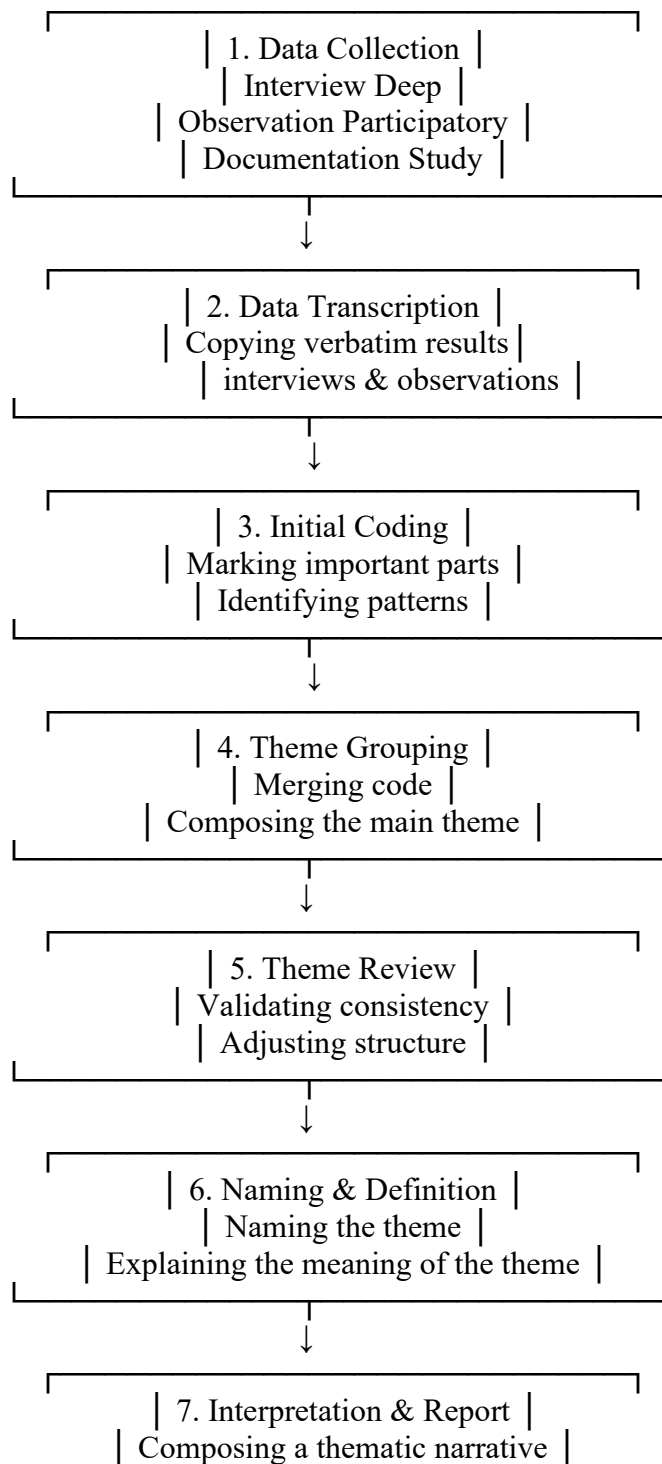 | 1. Data Collection |
| Interview Deep |
| Observation Participatory |
| Documentation Study |
↓
| 2. Data Transcription |
| Copying verbatim results |
| interviews & observations |
↓
| 3. Initial Coding |
| Marking important parts |
| Identifying patterns |
↓
| 4. Theme Grouping |
| Merging code |
| Composing the main theme |
↓
| 5. Theme Review |
| Validating consistency |
| Adjusting structure |
↓
| 6. Naming & Definition |
| Naming the theme |
| Explaining the meaning of the theme |
↓
| 7. Interpretation & Report |
| Composing a thematic narrative |